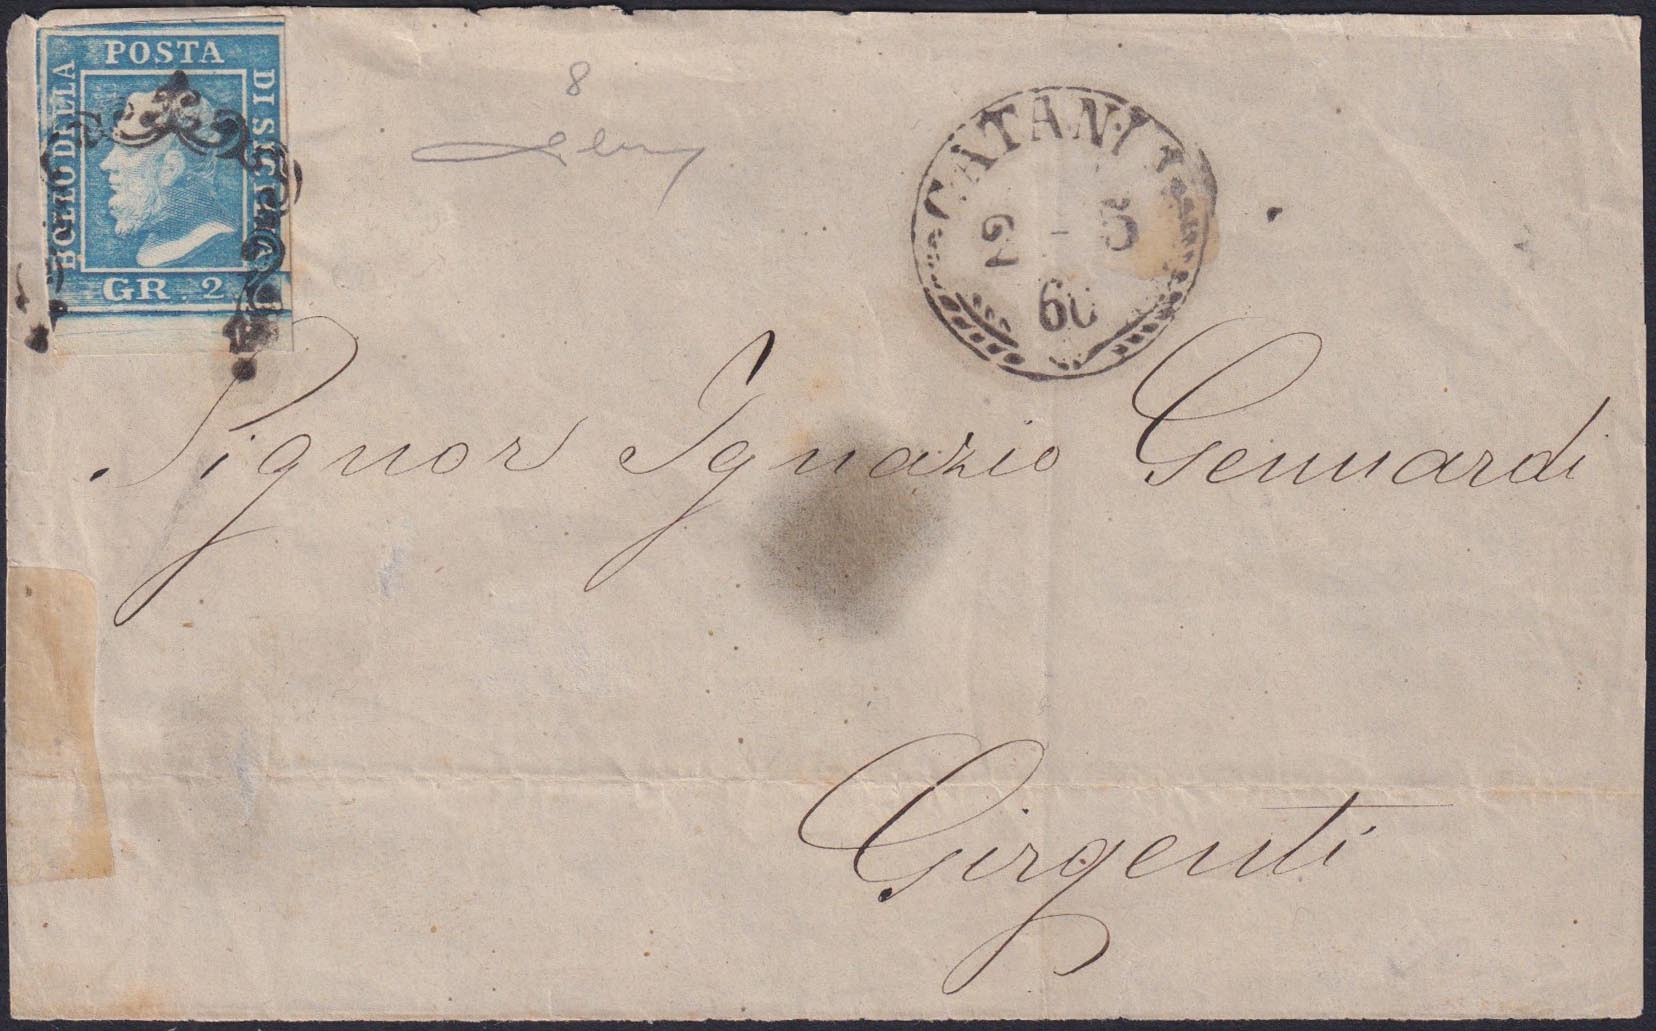 POSTA
BOLLO DELLA
DI SICILIA
GR. 2
8
CATANIA
2 - 5
60
Signor Ignazio Gennardi
Girgenti